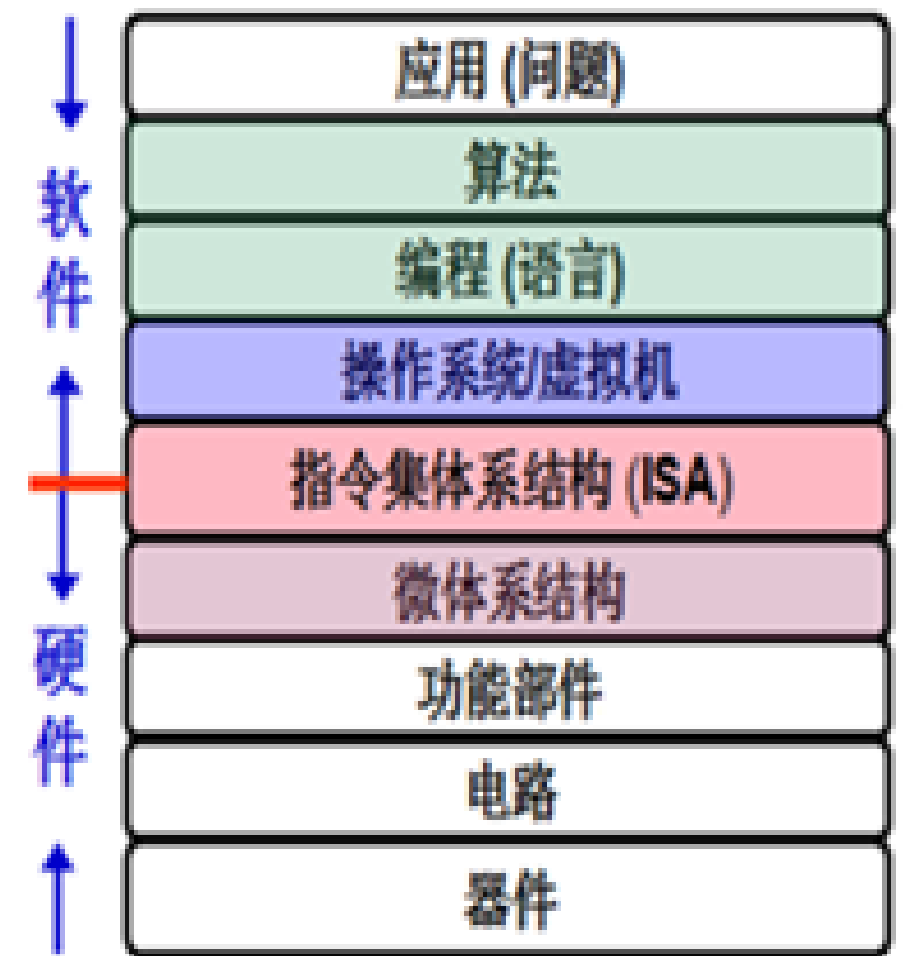 应用 (问题)
算法
编程 (语言)
操作系统/虚拟机
指令集体系结构 (ISA)
微体系结构
功能部件
电路
器件
软件
硬件